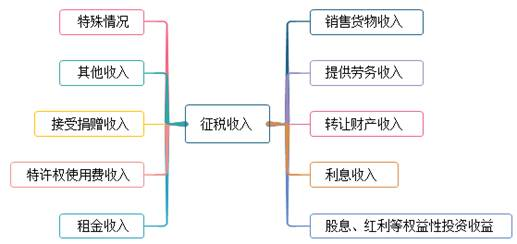 特殊情况
其他收入
接受捐赠收入
特许权使用费收入
租金收入
征税收入
销售货物收入
提供劳务收入
转让财产收入
利息收入
股息、红利等权益性投资收益